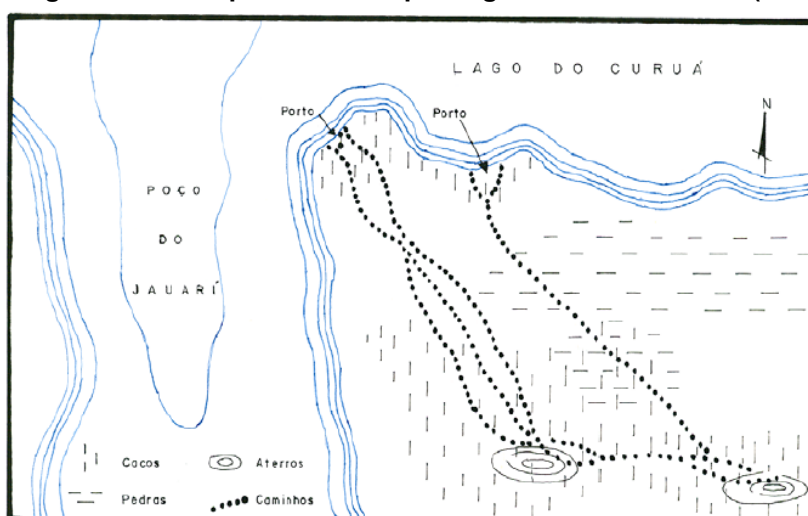 LAGO DO CURUÁ
Porto
Porto
N
POÇO
DO
JAUARÍ
Cacos
Aterros
Pedras
Caminhos